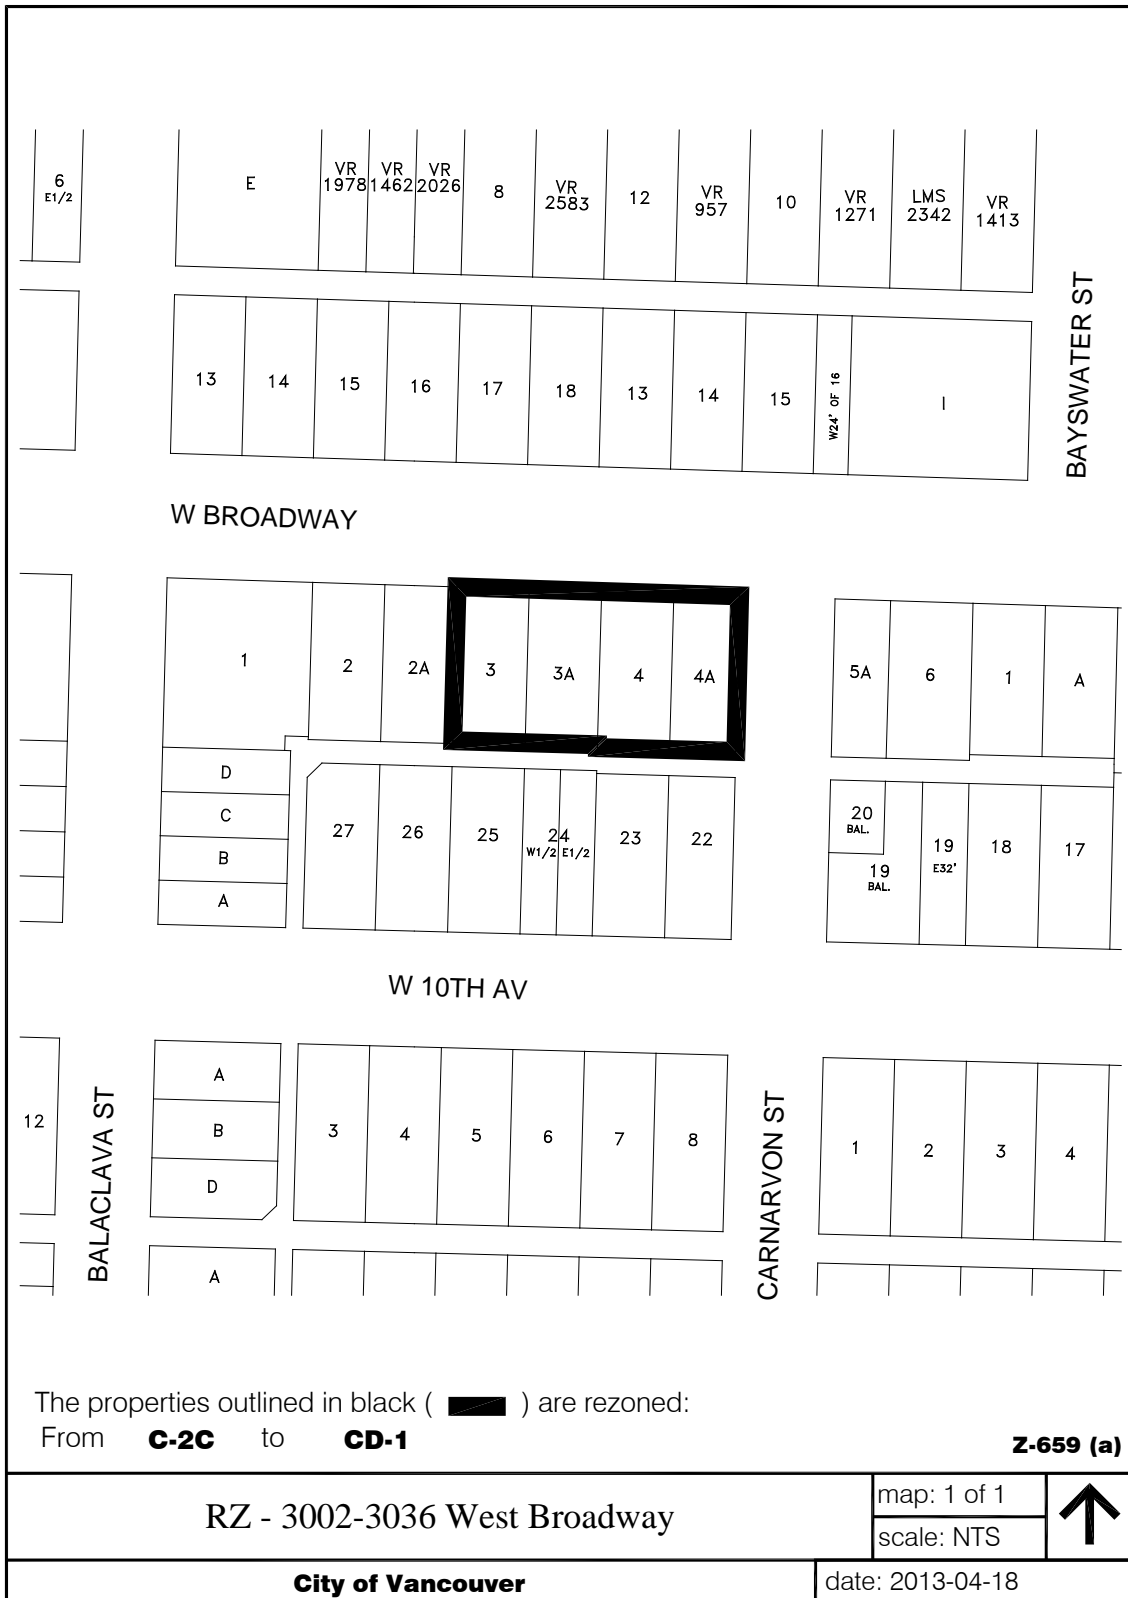 6 E1/2 E VR 1978 VR 1462 VR 2026 8 VR 2583 12 VR 957 10 VR 1271 LMS 2342 VR 1413
BAYSWATER ST
13 14 15 16 17 18 13 14 15 W24' OF 16 I
W BROADWAY
1 2 2A 3 3A 4 4A 5A 6 1 A
D
C
B
A
27 26 25 24 W1/2 E1/2 23 22 20 BAL. 19 BAL. 19 E32' 18 17
W 10TH AV
12
BALACLAVA ST
A
B
D
A
3 4 5 6 7 8
CARNARVON ST
1 2 3 4
The properties outlined in black ( ) are rezoned:
From C-2C to CD-1
Z-659 (a)
RZ - 3002-3036 West Broadway
map: 1 of 1
scale: NTS
City of Vancouver
date: 2013-04-18